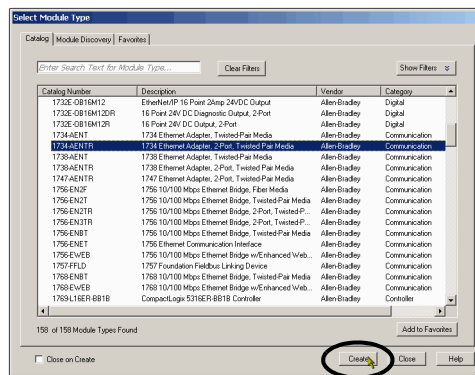 Select Module Type
Catalog Module Discovery Favorites
Enter Search Text for Module Type... Clear Filters Show Filters
Catalog Number Description Vendor Category
1732E-OB16M12 EtherNet/IP 16 Point 2Amp 24VDC Output Allen-Bradley Digital
1732E-OB16M12DR 16 Point 24V DC Diagnostic Output, 2-Port Allen-Bradley Digital
1732E-OB16M12R 16 Point 24V DC Output, 2-Port Allen-Bradley Digital
1734-AENT 1734 Ethernet Adapter, Twisted-Pair Media Allen-Bradley Communication
1734-AENTR 1734 Ethernet Adapter, 2-Port, Twisted Pair Media Allen-Bradley Communication
1738-AENT 1738 Ethernet Adapter, Twisted-Pair Media Allen-Bradley Communication
1738-AENTR 1738 Ethernet Adapter, 2-Port, Twisted Pair Media Allen-Bradley Communication
1747-AENTR 1747 Ethernet Adapter, 2-Port, Twisted Pair Media Allen-Bradley Communication
1756-EN2F 1756 10/100 Mbps Ethernet Bridge, Fiber Media Allen-Bradley Communication
1756-EN2T 1756 10/100 Mbps Ethernet Bridge, Twisted-Pair Media Allen-Bradley Communication
1756-EN2TR 1756 10/100 Mbps Ethernet Bridge, 2-Port, Twisted-P... Allen-Bradley Communication
1756-EN3TR 1756 10/100 Mbps Ethernet Bridge, 2-Port, Twisted-P... Allen-Bradley Communication
1756-ENBT 1756 10/100 Mbps Ethernet Bridge, Twisted-Pair Media Allen-Bradley Communication
1756-ENET 1756 Ethernet Communication Interface Allen-Bradley Communication
1756-EWEB 1756 10/100 Mbps Ethernet Bridge w/Enhanced Web... Allen-Bradley Communication
1757-FFLD 1757 Foundation Fieldbus Linking Device Allen-Bradley Communication
1768-ENBT 1768 10/100 Mbps Ethernet Bridge, Twisted-Pair Media Allen-Bradley Communication
1768-EWEB 1768 10/100 Mbps Ethernet Bridge w/Enhanced Web... Allen-Bradley Communication
1769-L16ER-BB1B CompactLogix 5316ER-BB1B Controller Allen-Bradley Controller
158 of 158 Module Types Found Add to Favorites
Close on Create Create Close Help